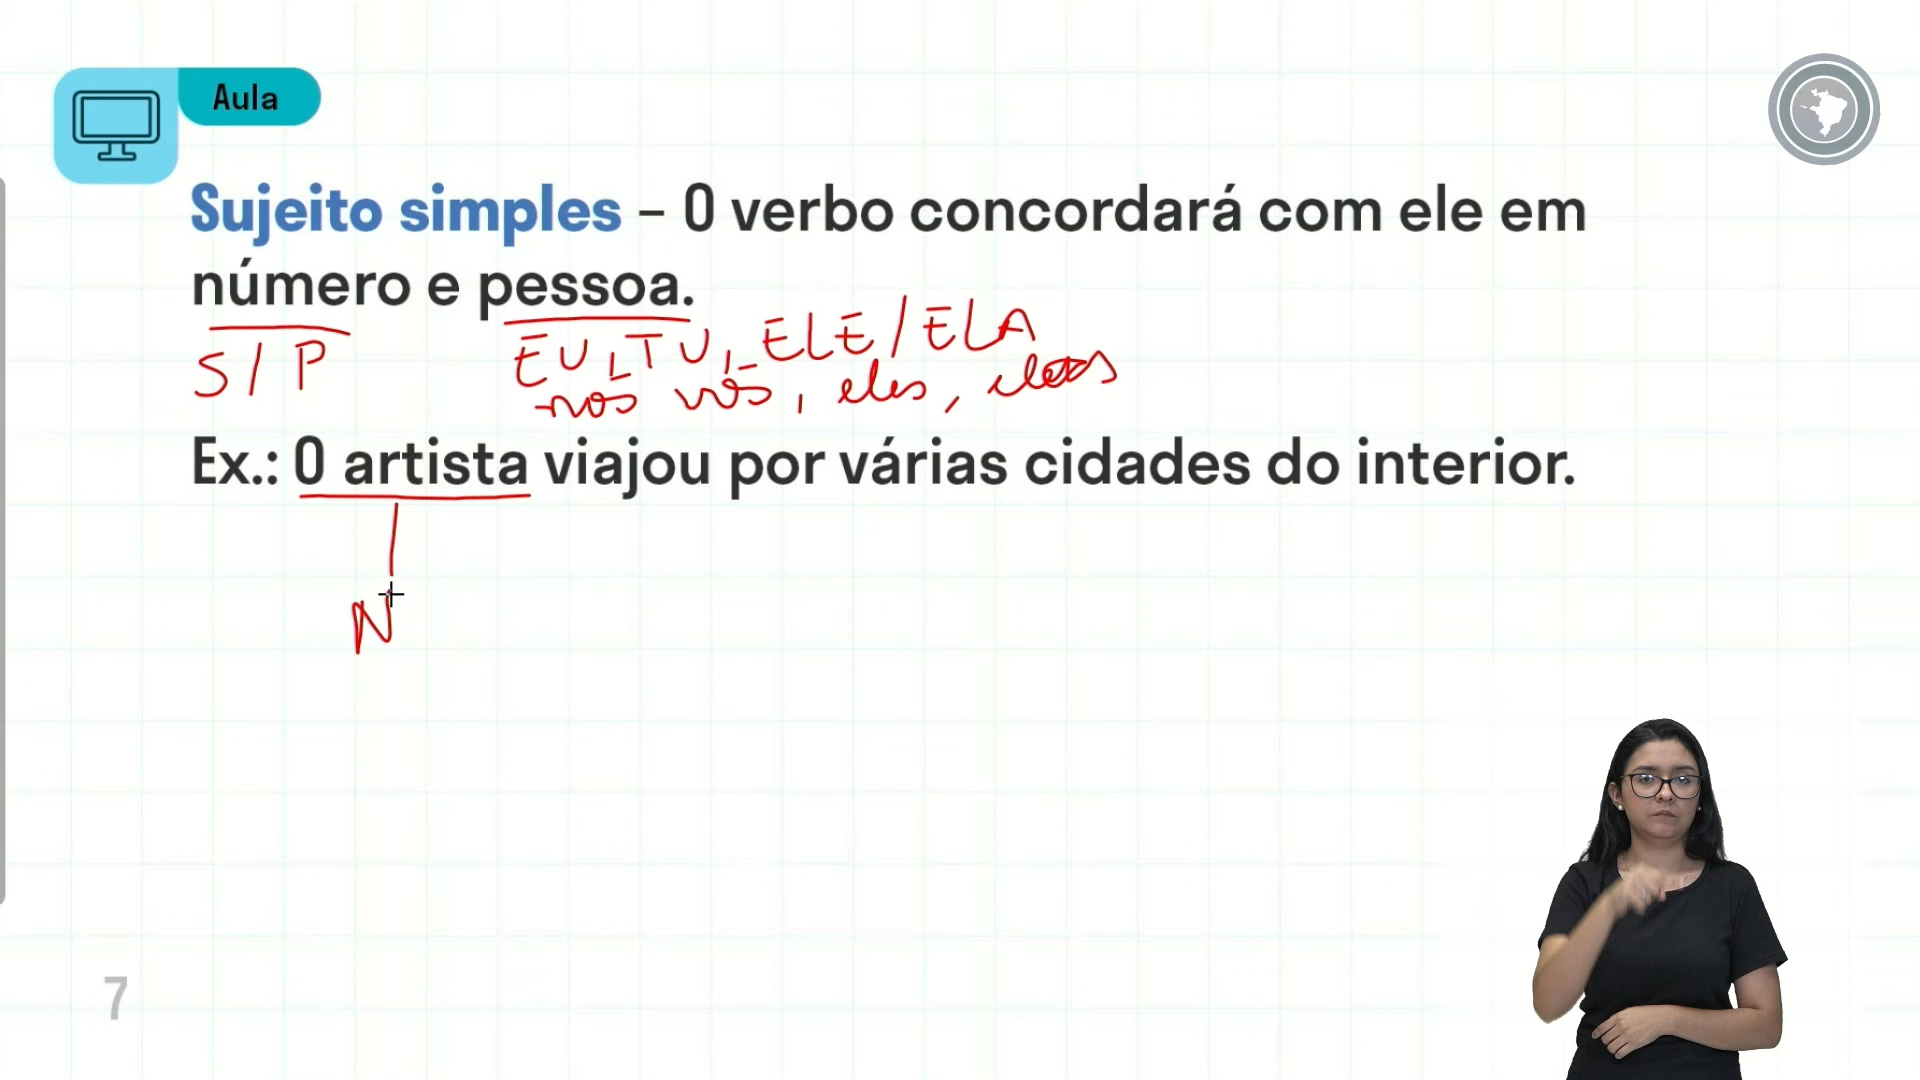 Aula
Sujeito simples – O verbo concordará com ele em
número e pessoa.
S/P EU, TU, ELE/ELA
nós vós, eles, elas
Ex.: O artista viajou por várias cidades do interior.
N
7